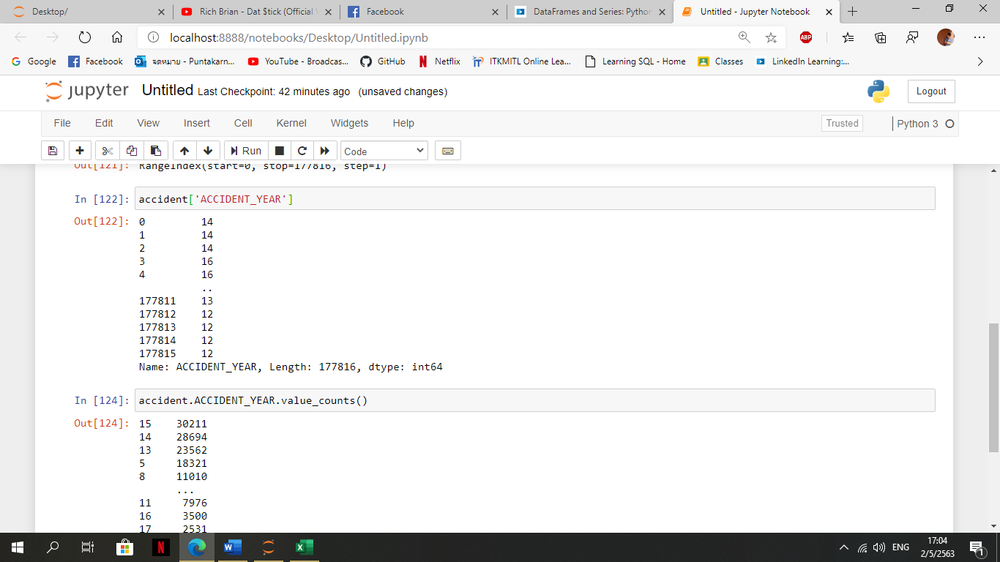 Desktop/
Rich Brian - Dat $tick (Official
Facebook
DataFrames and Series: Python
Untitled - Jupyter Notebook
localhost:8888/notebooks/Desktop/Untitled.ipynb
ABP
Google
Facebook
จดหมาย - Puntakarn...
YouTube - Broadcas...
GitHub
Netflix
ITKMITL Online Lea...
Learning SQL - Home
Classes
LinkedIn Learning:...
jupyter Untitled Last Checkpoint: 42 minutes ago (unsaved changes)
Logout
File Edit View Insert Cell Kernel Widgets Help
Trusted
Python 3
Run
Code
Out[121]: RangeIndex(start=0, stop=177816, step=1)
In [122]: accident['ACCIDENT_YEAR']
Out[122]: 0 14
1 14
2 14
3 16
4 16
..
177811 13
177812 12
177813 12
177814 12
177815 12
Name: ACCIDENT_YEAR, Length: 177816, dtype: int64
In [124]: accident.ACCIDENT_YEAR.value_counts()
Out[124]: 15 30211
14 28694
13 23562
5 18321
8 11010
...
11 7976
16 3500
17 2531
ENG
17:04
2/5/2563
1